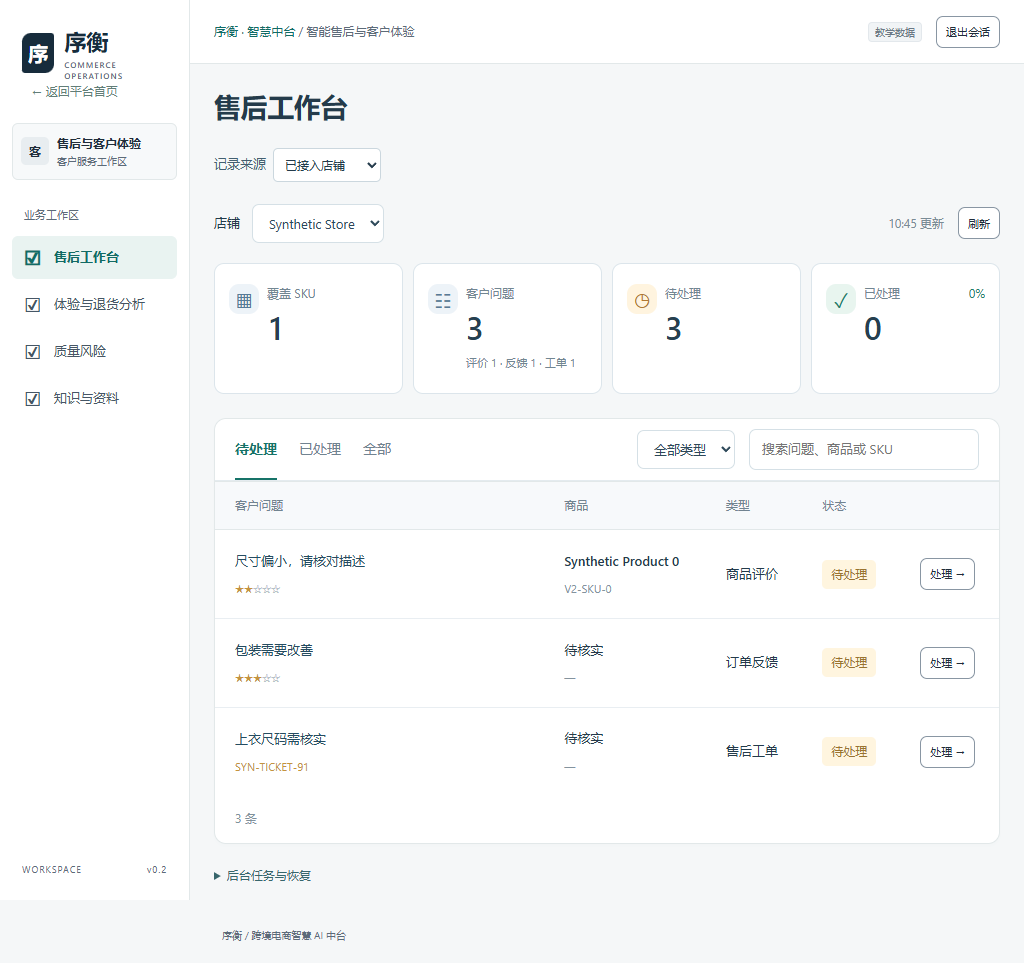 序
序衡
COMMERCE
OPERATIONS
← 返回平台首页
客
售后与客户体验
客户服务工作区
业务工作区
售后工作台
体验与退货分析
质量风险
知识与资料
WORKSPACE v0.2
序衡 · 智慧中台 / 智能售后与客户体验
教学数据
退出会话
售后工作台
记录来源 已接入店铺
店铺 Synthetic Store
10:45 更新 刷新
覆盖 SKU
1
客户问题
3
评价 1 · 反馈 1 · 工单 1
待处理
3
已处理 0%
0
待处理 已处理 全部 全部类型 搜索问题、商品或 SKU
客户问题 商品 类型 状态
尺寸偏小，请核对描述 Synthetic Product 0 商品评价 待处理 处理 →
★★☆☆☆ V2-SKU-0
包装需要改善 待核实 订单反馈 待处理 处理 →
★★★☆☆ —
上衣尺码需核实 待核实 售后工单 待处理 处理 →
SYN-TICKET-91 —
3 条
▶ 后台任务与恢复
序衡 / 跨境电商智慧 AI 中台